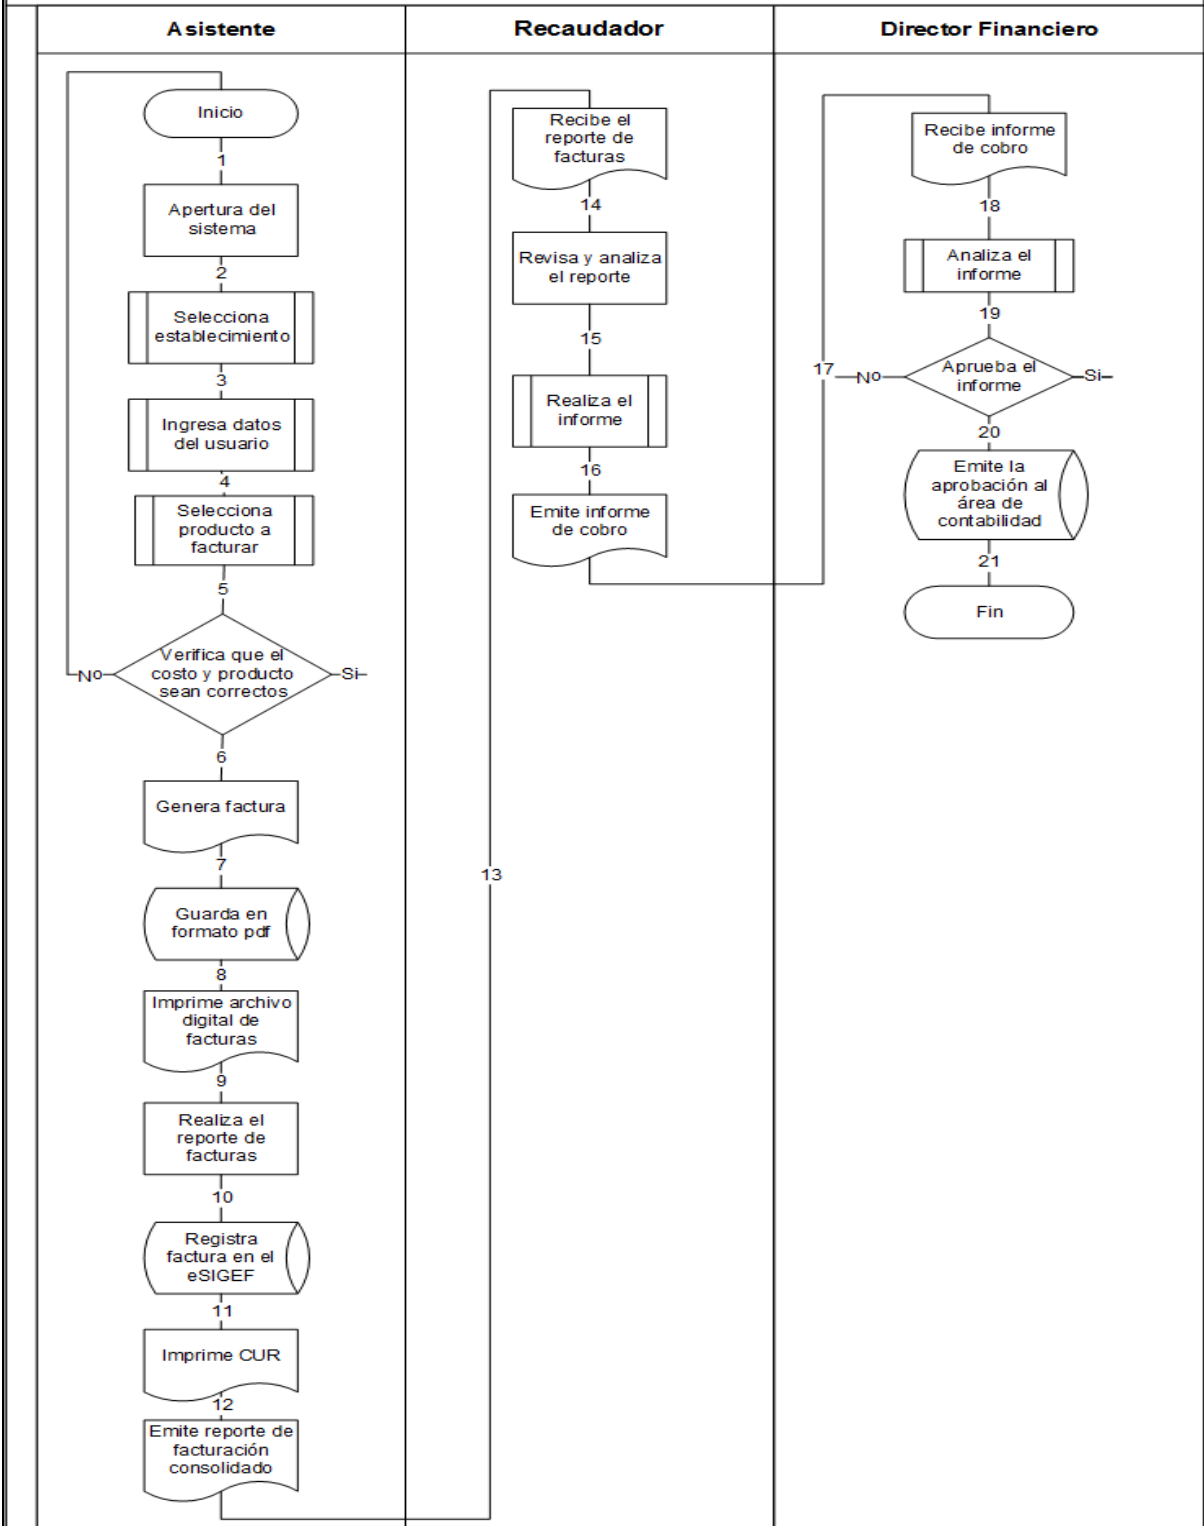 Asistente
Recaudador
Director Financiero
Inicio
1
Apertura del
sistema
2
Selecciona
establecimiento
3
Ingresa datos
del usuario
4
Selecciona
producto a
facturar
5
Verifica que el
costo y producto
sean correctos
No
Si
6
Genera factura
7
Guarda en
formato pdf
8
Imprime archivo
digital de
facturas
9
Realiza el
reporte de
facturas
10
Registra
factura en el
eSIGEF
11
Imprime CUR
12
Emite reporte de
facturación
consolidado
13
Recibe el
reporte de
facturas
14
Revisa y analiza
el reporte
15
Realiza el
informe
16
Emite informe
de cobro
17
Recibe informe
de cobro
18
Analiza el
informe
19
Aprueba el
informe
No
Si
20
Emite la
aprobación al
área de
contabilidad
21
Fin